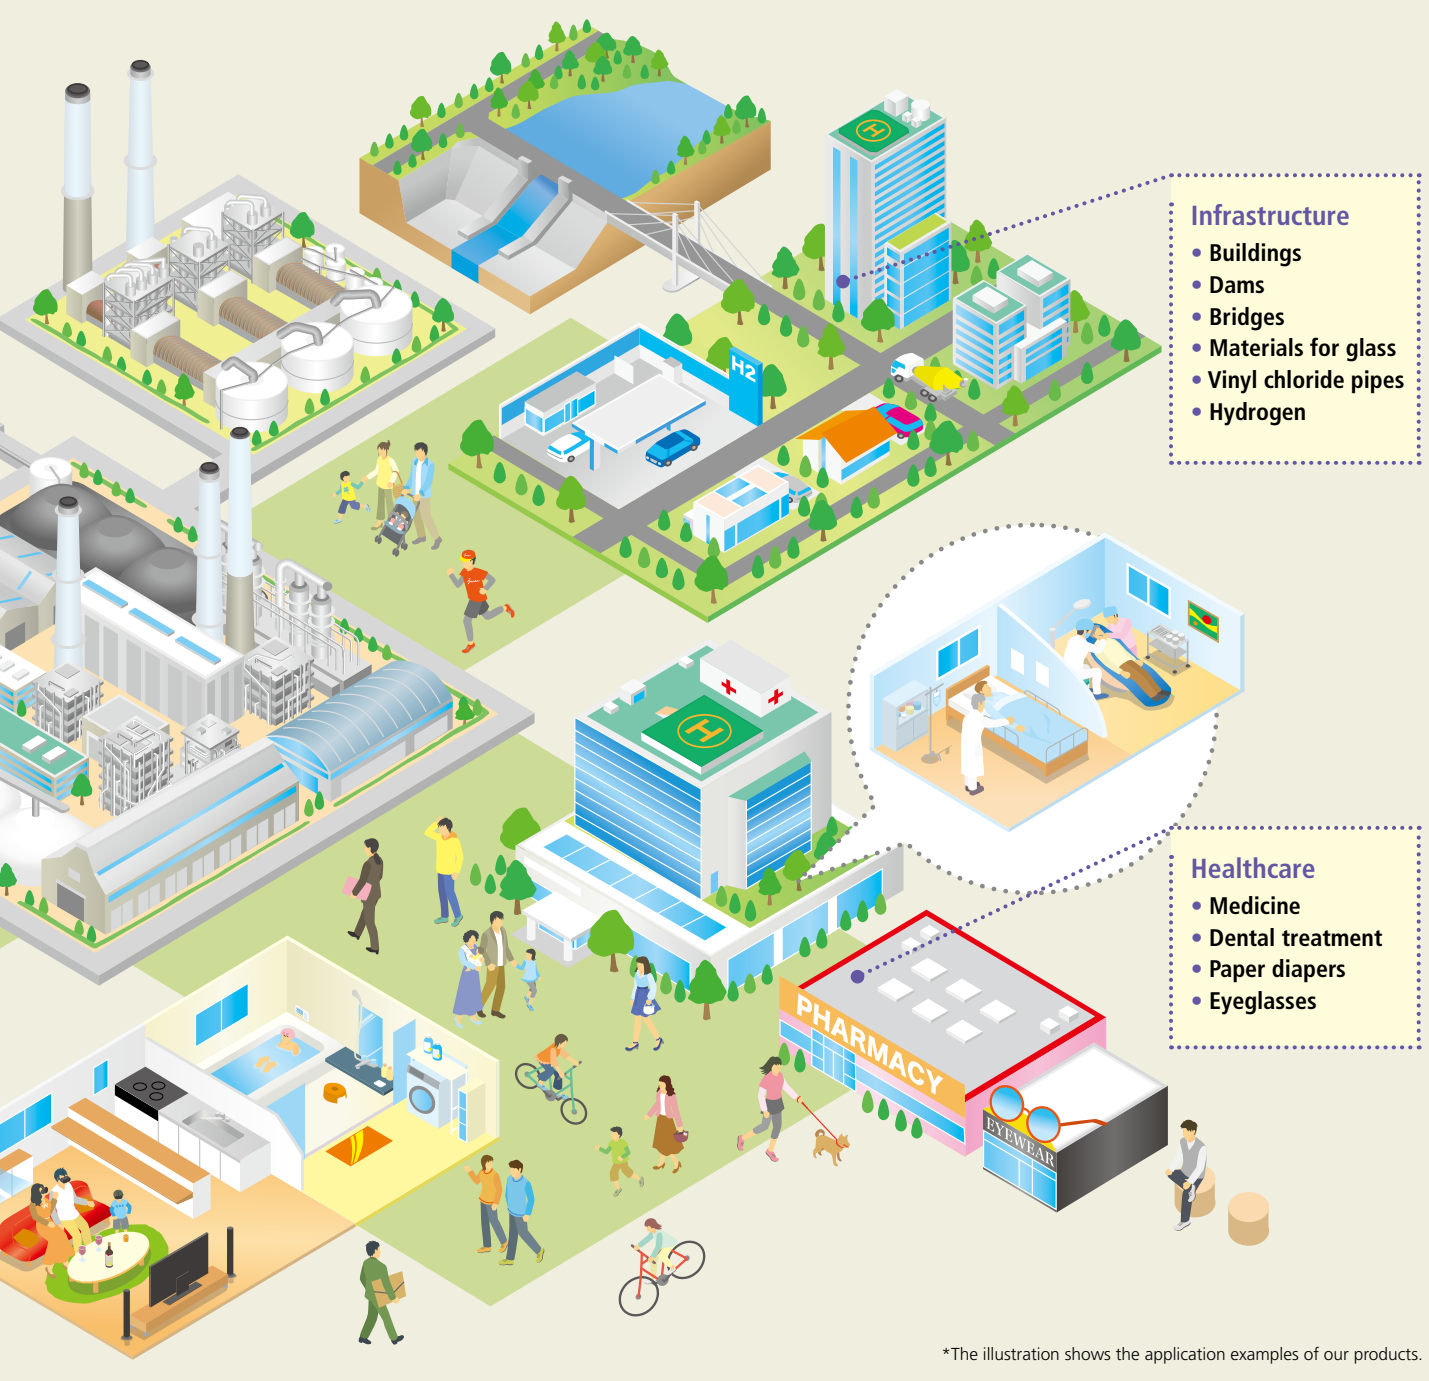 H
Infrastructure
• Buildings
• Dams
• Bridges
• Materials for glass
• Vinyl chloride pipes
• Hydrogen
H2
H
Healthcare
• Medicine
• Dental treatment
• Paper diapers
• Eyeglasses
PHARMACY
EYEWEAR
*The illustration shows the application examples of our products.